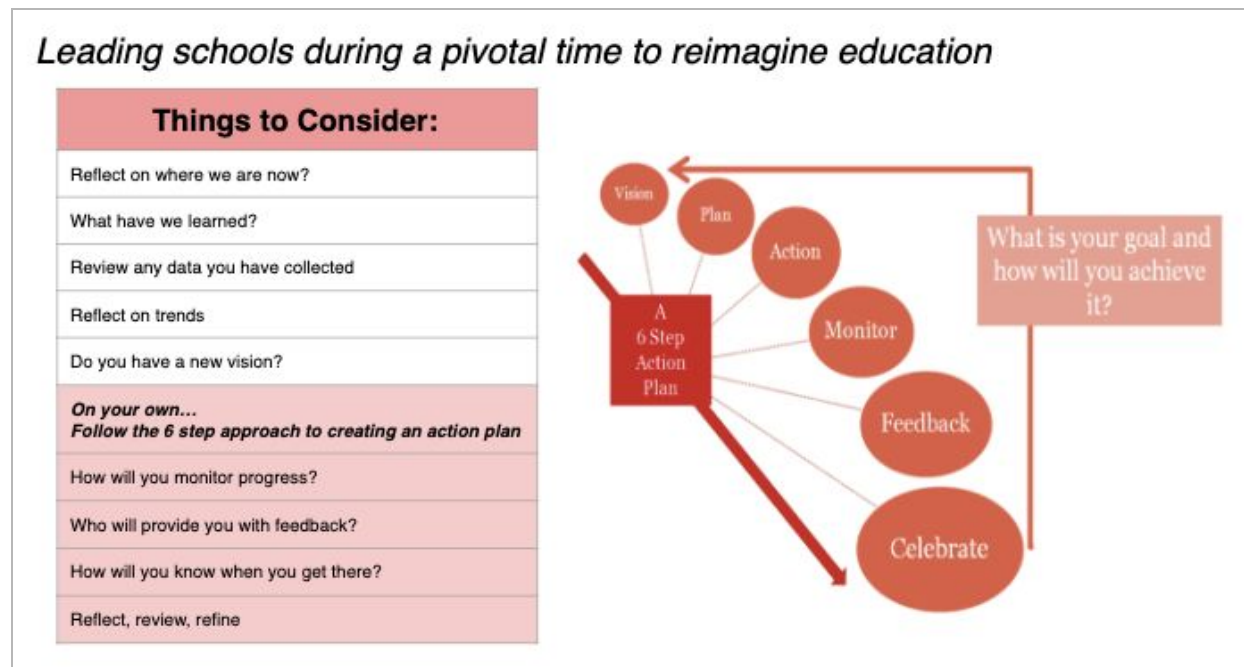 Leading schools during a pivotal time to reimagine education
Things to Consider:
Reflect on where we are now?
What have we learned?
Review any data you have collected
Reflect on trends
Do you have a new vision?
On your own...
Follow the 6 step approach to creating an action plan
How will you monitor progress?
Who will provide you with feedback?
How will you know when you get there?
Reflect, review, refine
Vision
Plan
Action
Monitor
Feedback
Celebrate
A
6 Step
Action
Plan
What is your goal and
how will you achieve
it?